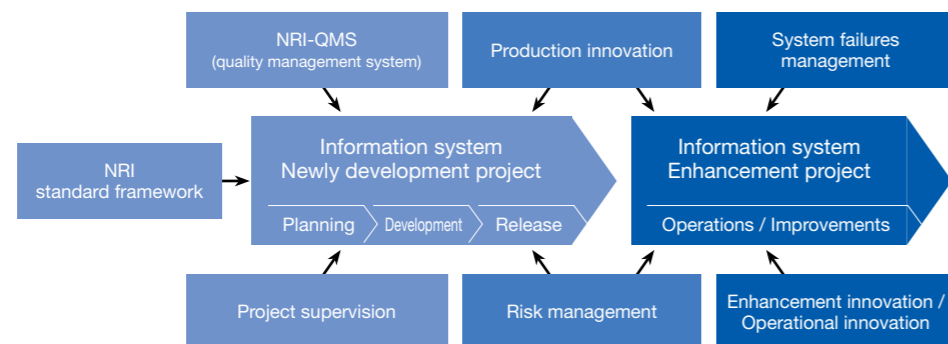 NRI-QMS
(quality management system)
Production innovation
System failures
management
NRI
standard framework
Information system
Newly development project
Planning
Development
Release
Information system
Enhancement project
Operations / Improvements
Project supervision
Risk management
Enhancement innovation /
Operational innovation